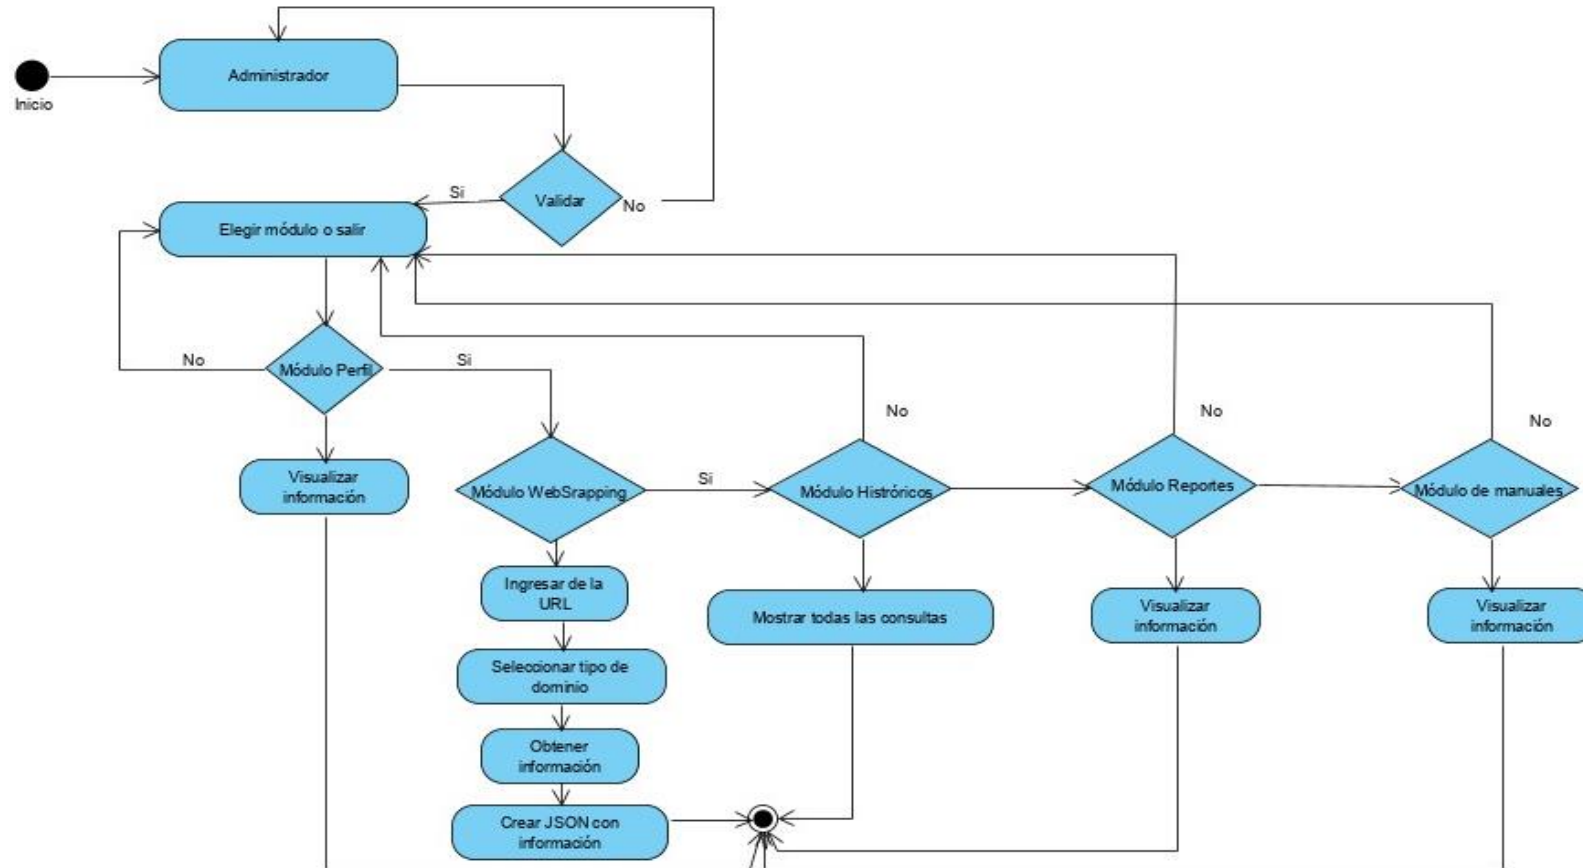 Administrador
Inicio
Validar
Si
No
Elegir módulo o salir
No
Módulo Perfil
Si
No
No
No
Visualizar
información
Módulo WebSrapping
Si
Módulo Histróricos
Módulo Reportes
Módulo de manuales
Ingresar de la
URL
Mostrar todas las consultas
Visualizar
información
Visualizar
información
Seleccionar tipo de
dominio
Obtener
información
Crear JSON con
información